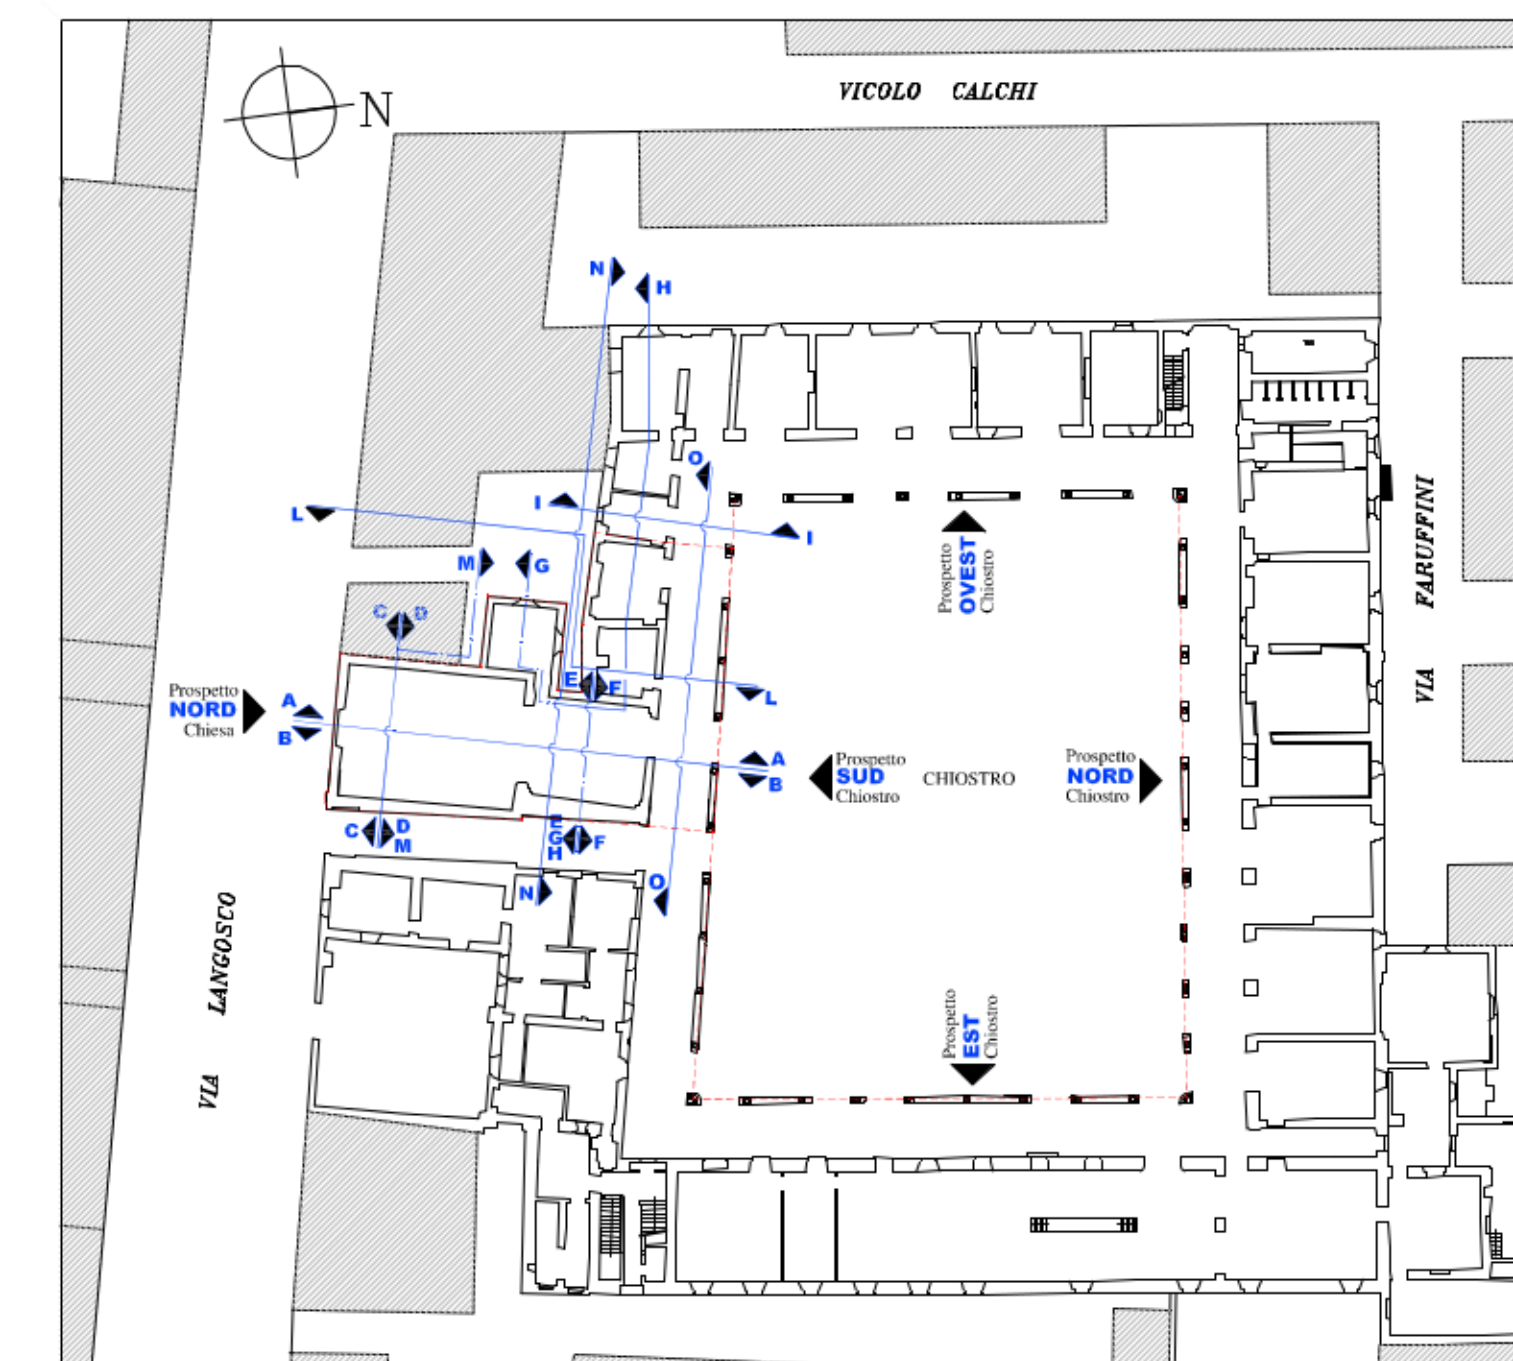 VICOLO CALCHI
N
N
H
O
I
I
L
M
G
C D
Prospetto
OVEST
Chiostro
VIA FARUFFINI
E F
L
Prospetto
NORD
Chiesa
A
B
A
B
Prospetto
SUD
Chiostro
CHIOSTRO
Prospetto
NORD
Chiostro
C D
M
E
G
H
F
N
O
VIA LANGOSCO
Prospetto
EST
Chiostro